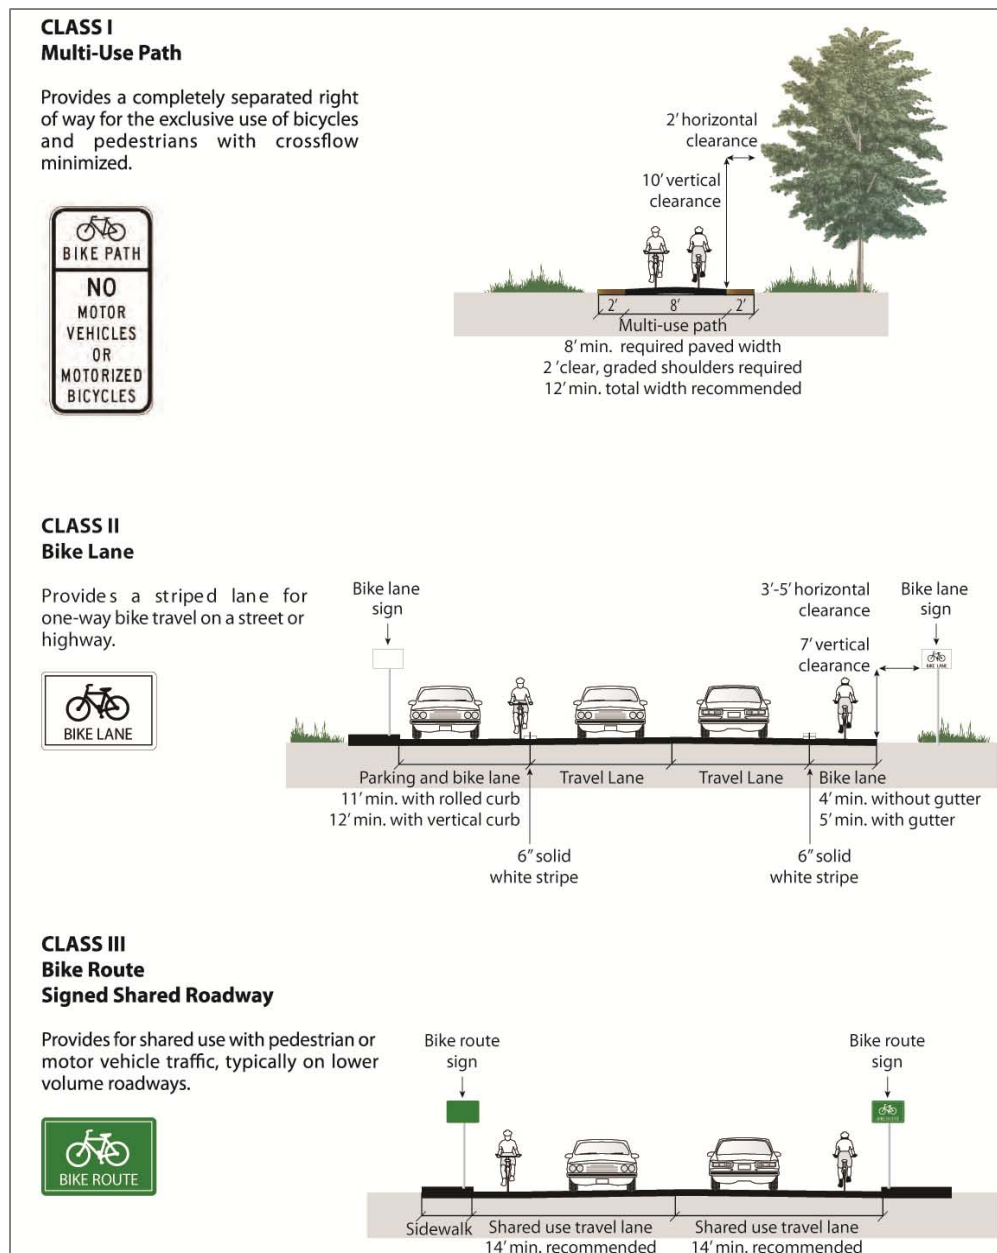 CLASS I
Multi-Use Path
Provides a completely separated right
of way for the exclusive use of bicycles
and pedestrians with crossflow
minimized.
BIKE PATH
NO
MOTOR
VEHICLES
OR
MOTORIZED
BICYCLES
2' horizontal
clearance
10' vertical
clearance
2' 8' 2'
Multi-use path
8' min. required paved width
2 'clear, graded shoulders required
12' min. total width recommended
CLASS II
Bike Lane
Provides a striped lane for
one-way bike travel on a street or
highway.
BIKE LANE
Bike lane
sign
3'-5' horizontal
clearance
7' vertical
clearance
Bike lane
sign
BIKE LANE
Parking and bike lane
11' min. with rolled curb
12' min. with vertical curb
Travel Lane
Travel Lane
Bike lane
4' min. without gutter
5' min. with gutter
6" solid
white stripe
6" solid
white stripe
CLASS III
Bike Route
Signed Shared Roadway
Provides for shared use with pedestrian or
motor vehicle traffic, typically on lower
volume roadways.
BIKE ROUTE
Bike route
sign
Bike route
sign
BIKE ROUTE
Sidewalk
Shared use travel lane
14' min. recommended
Shared use travel lane
14' min. recommended